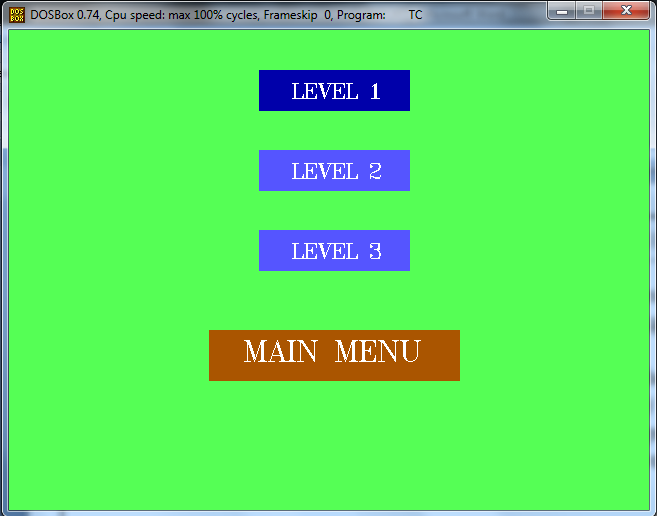 DOSBox 0.74, Cpu speed: max 100% cycles, Frameskip 0, Program: TC
LEVEL 1
LEVEL 2
LEVEL 3
MAIN MENU